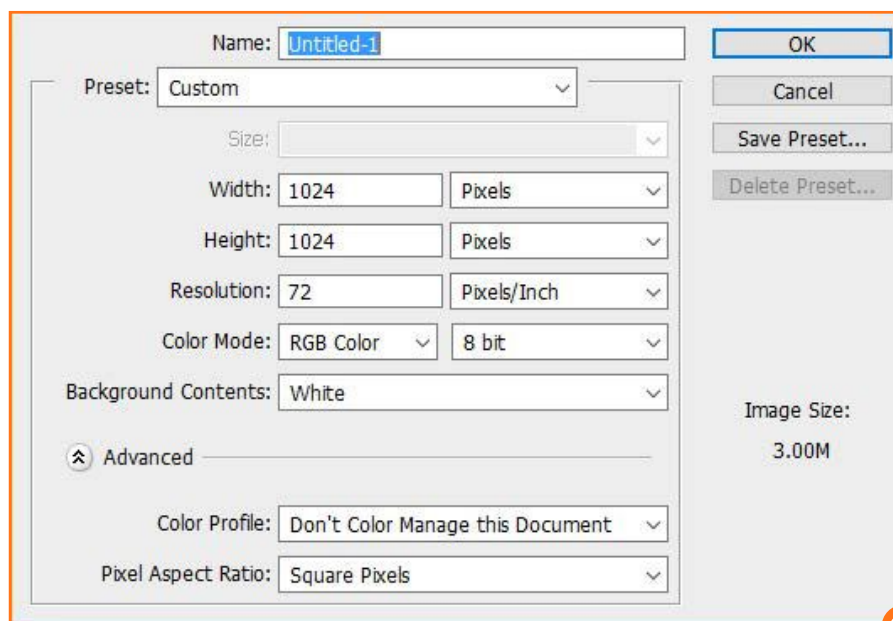 Name: Untitled-1
OK
Preset: Custom
Cancel
Size:
Save Preset...
Width: 1024 Pixels
Delete Preset...
Height: 1024 Pixels
Resolution: 72 Pixels/Inch
Color Mode: RGB Color 8 bit
Background Contents: White
Image Size:
3.00M
Advanced
Color Profile: Don't Color Manage this Document
Pixel Aspect Ratio: Square Pixels